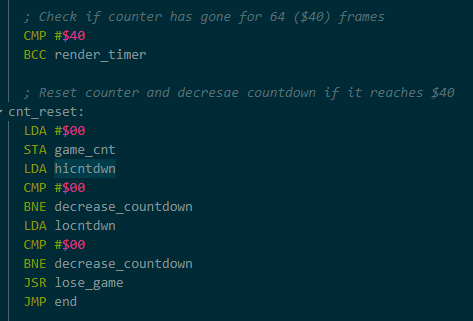 ; Check if counter has gone for 64 ($40) frames
CMP #$40
BCC render_timer
; Reset counter and decresae countdown if it reaches $40
cnt_reset:
LDA #$00
STA game_cnt
LDA hicntdwn
CMP #$00
BNE decrease_countdown
LDA locntdwn
CMP #$00
BNE decrease_countdown
JSR lose_game
JMP end